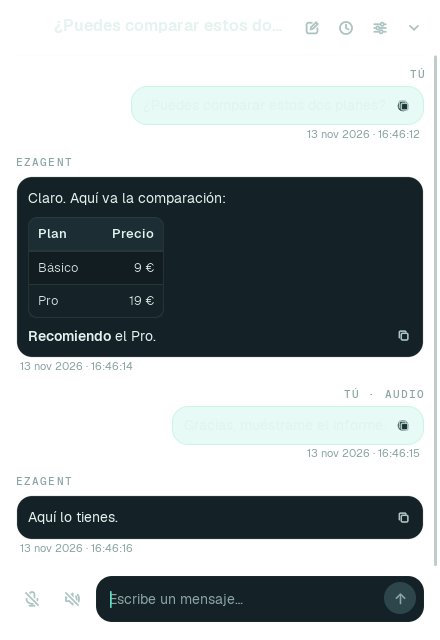 ¿Puedes comparar estos do...
TÚ
¿Puedes comparar estos dos planes?
13 nov 2026 · 16:46:12
EZAGENT
Claro. Aquí va la comparación:
Plan Precio
Básico 9 €
Pro 19 €
Recomiendo el Pro.
13 nov 2026 · 16:46:14
TÚ · AUDIO
Gracias, muéstrame el informe.
13 nov 2026 · 16:46:15
EZAGENT
Aquí lo tienes.
13 nov 2026 · 16:46:16
Escribe un mensaje...